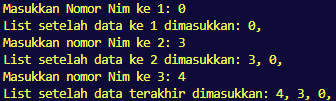 Masukkan Nomor Nim ke 1: 0
List setelah data ke 1 dimasukkan: 0,
Masukkan nomor Nim ke 2: 3
List setelah data ke 2 dimasukkan: 3, 0,
Masukkan nomor Nim ke 3: 4
List setelah data terakhir dimasukkan: 4, 3, 0,